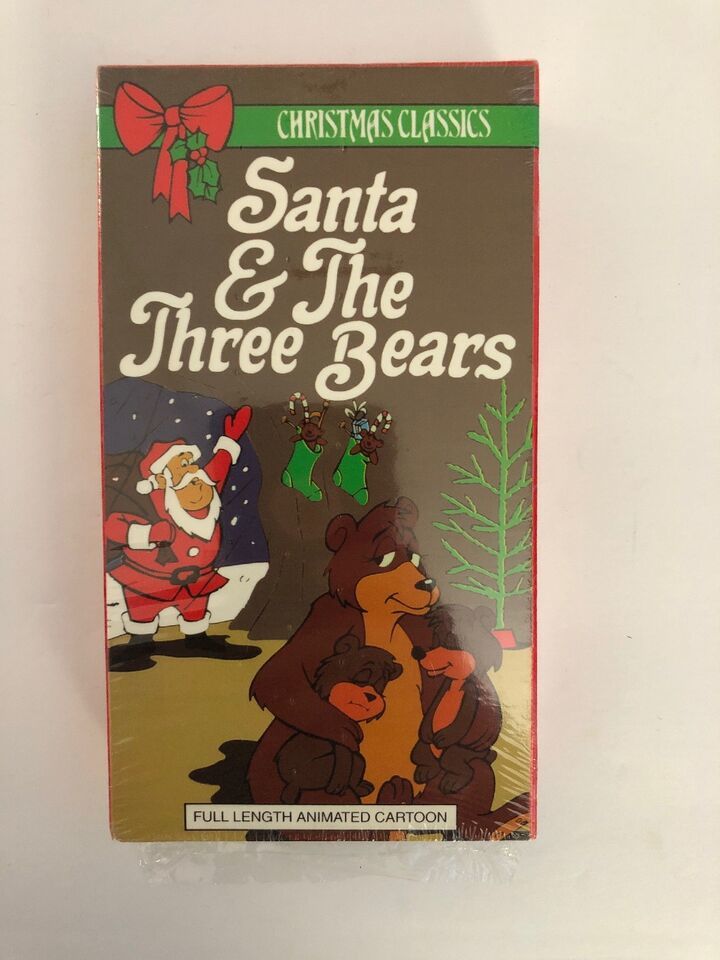 CHRISTMAS CLASSICS
Santa
& The
Three Bears
FULL LENGTH ANIMATED CARTOON